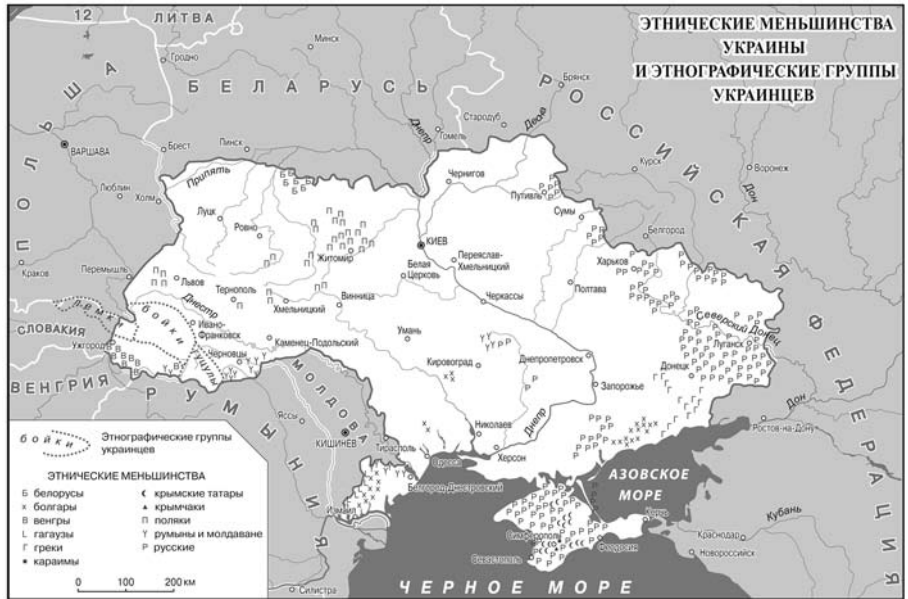 ЭТНИЧЕСКИЕ МЕНЬШИНСТВА
УКРАИНЫ
И ЭТНОГРАФИЧЕСКИЕ ГРУППЫ
УКРАИНЦЕВ
12
ЛИТВА
Минск
Гродно
ПОЛЬША
БЕЛАРУСЬ
РОССИЙСКАЯ ФЕДЕРАЦИЯ
Брянск
Стародуб
Десна
Днепр
Гомель
ВАРШАВА
Брест
Пинск
Курск
Воронеж
Дон
Люблин
Холм
Припять
Чернигов
Путивль
Сумы
Белгород
Луцк
Ровно
КИЕВ
Житомир
Переяслав-
Хмельницкий
Харьков
Краков
Перемышль
Львов
Тернополь
Белая
Церковь
Полтава
Хмельницкий
Винница
Черкассы
Северский Донец
лемки
бойки
гуцулы
Днестр
СЛОВАКИЯ
Ужгород
Ивано-
Франковск
Черновцы
Каменец-Подольский
Умань
Кировоград
Днепропетровск
Луганск
Донецк
Запорожье
ВЕНГРИЯ
РУМЫНИЯ
МОЛДОВА
Яссы
КИШИНЕВ
Тирасполь
Николаев
Днепр
Херсон
Одесса
Белгород-Днестровский
Измаил
Дон
Ростов-на-Дону
АЗОВСКОЕ
МОРЕ
Керчь
Симферополь
Феодосия
Севастополь
Кубань
Краснодар
Новороссийск
Силистра
ЧЕРНОЕ МОРЕ
бойки
Этнографические группы
украинцев
ЭТНИЧЕСКИЕ МЕНЬШИНСТВА
Б белорусы
х болгары
В венгры
L гагаузы
Г греки
караимы
крымские татары
крымчаки
П поляки
Y румыны и молдаване
Р русские
0 100 200 км